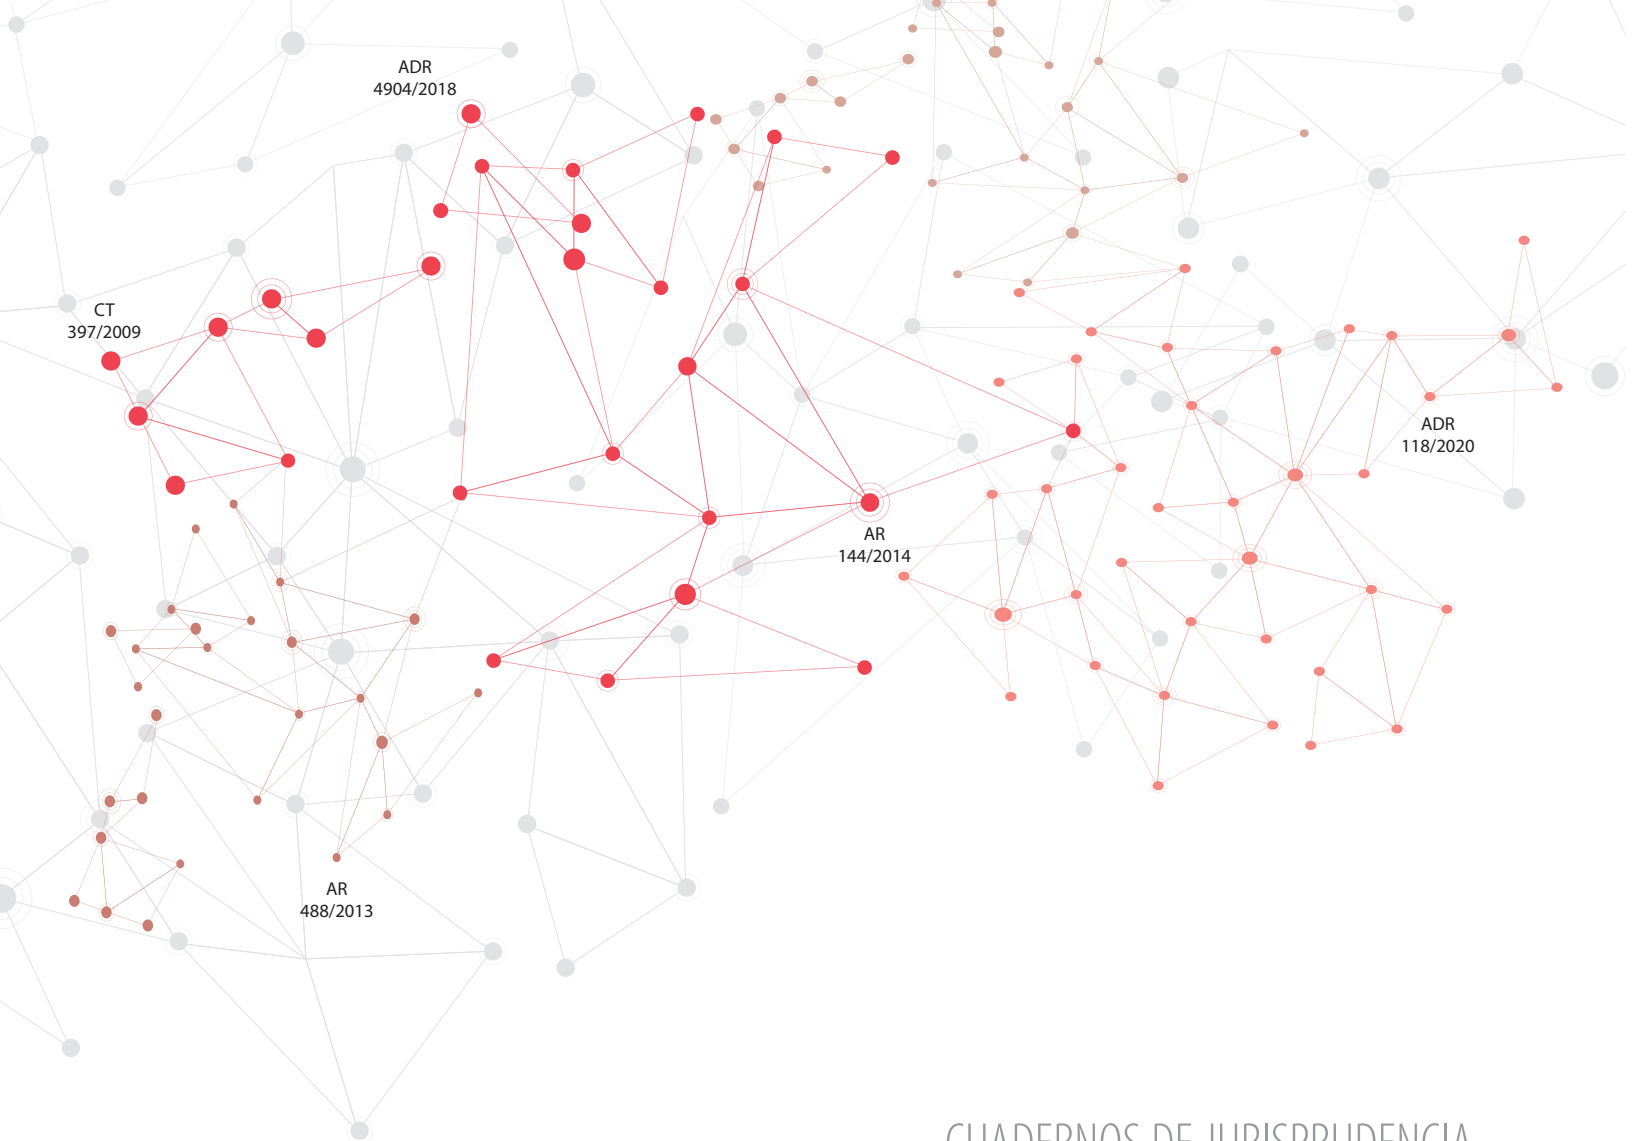 ADR
4904/2018
CT
397/2009
ADR
118/2020
AR
144/2014
AR
488/2013
CUADERNOS DE JURISPRUDENCIA